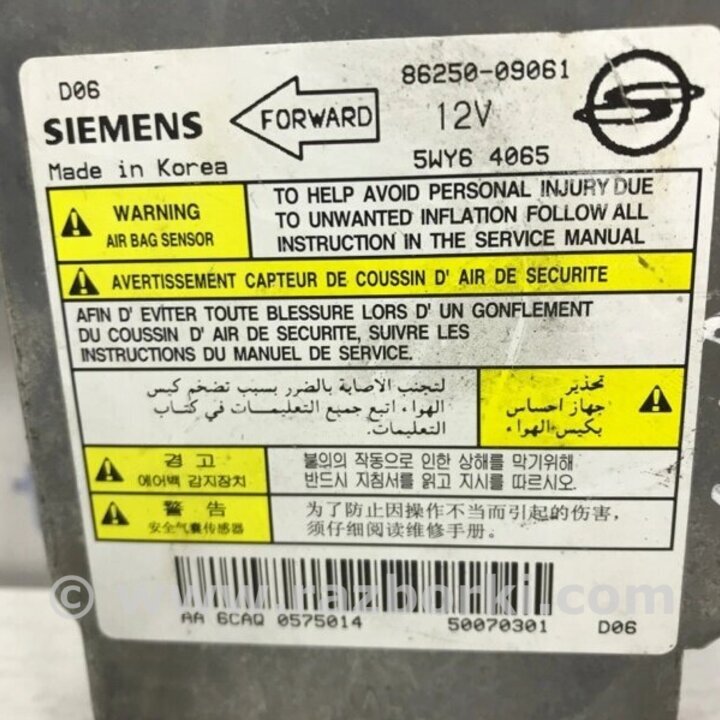 D06
86250-09061
SIEMENS
FORWARD
12V
Made in Korea
5WY6 4065
WARNING
AIR BAG SENSOR
TO HELP AVOID PERSONAL INJURY DUE
TO UNWANTED INFLATION FOLLOW ALL
INSTRUCTION IN THE SERVICE MANUAL
AVERTISSEMENT CAPTEUR DE COUSSIN D' AIR DE SECURITE
AFIN D' EVITER TOUTE BLESSURE LORS D' UN GONFLEMENT
DU COUSSIN D' AIR DE SECURITE, SUIVRE LES
INSTRUCTIONS DU MANUEL DE SERVICE.
لتجنب الاصابة بالضرر بسبب تضخم كيس
الهواء اتبع جميع التعليمات في كتاب
التعليمات.
تحذير
جهاز احساس
بكيس الهواء
경 고
에어백 감지장치
불의의 작동으로 인한 상해를 막기위해
반드시 지침서를 읽고 지시를 따르십시오.
警 告
安全气囊传感器
为了防止因操作不当而引起的伤害,
须仔细阅读维修手册.
© www.razborki.com
AA 6CAQ 0575014
50070301
D06